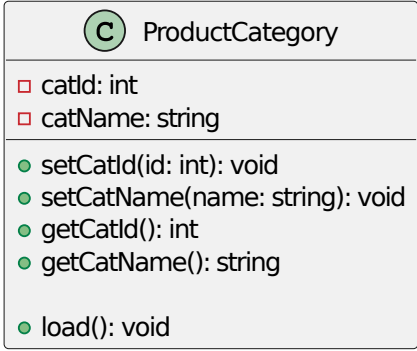 C ProductCategory
catId: int
catName: string
setCatId(id: int): void
setCatName(name: string): void
getCatId(): int
getCatName(): string
load(): void